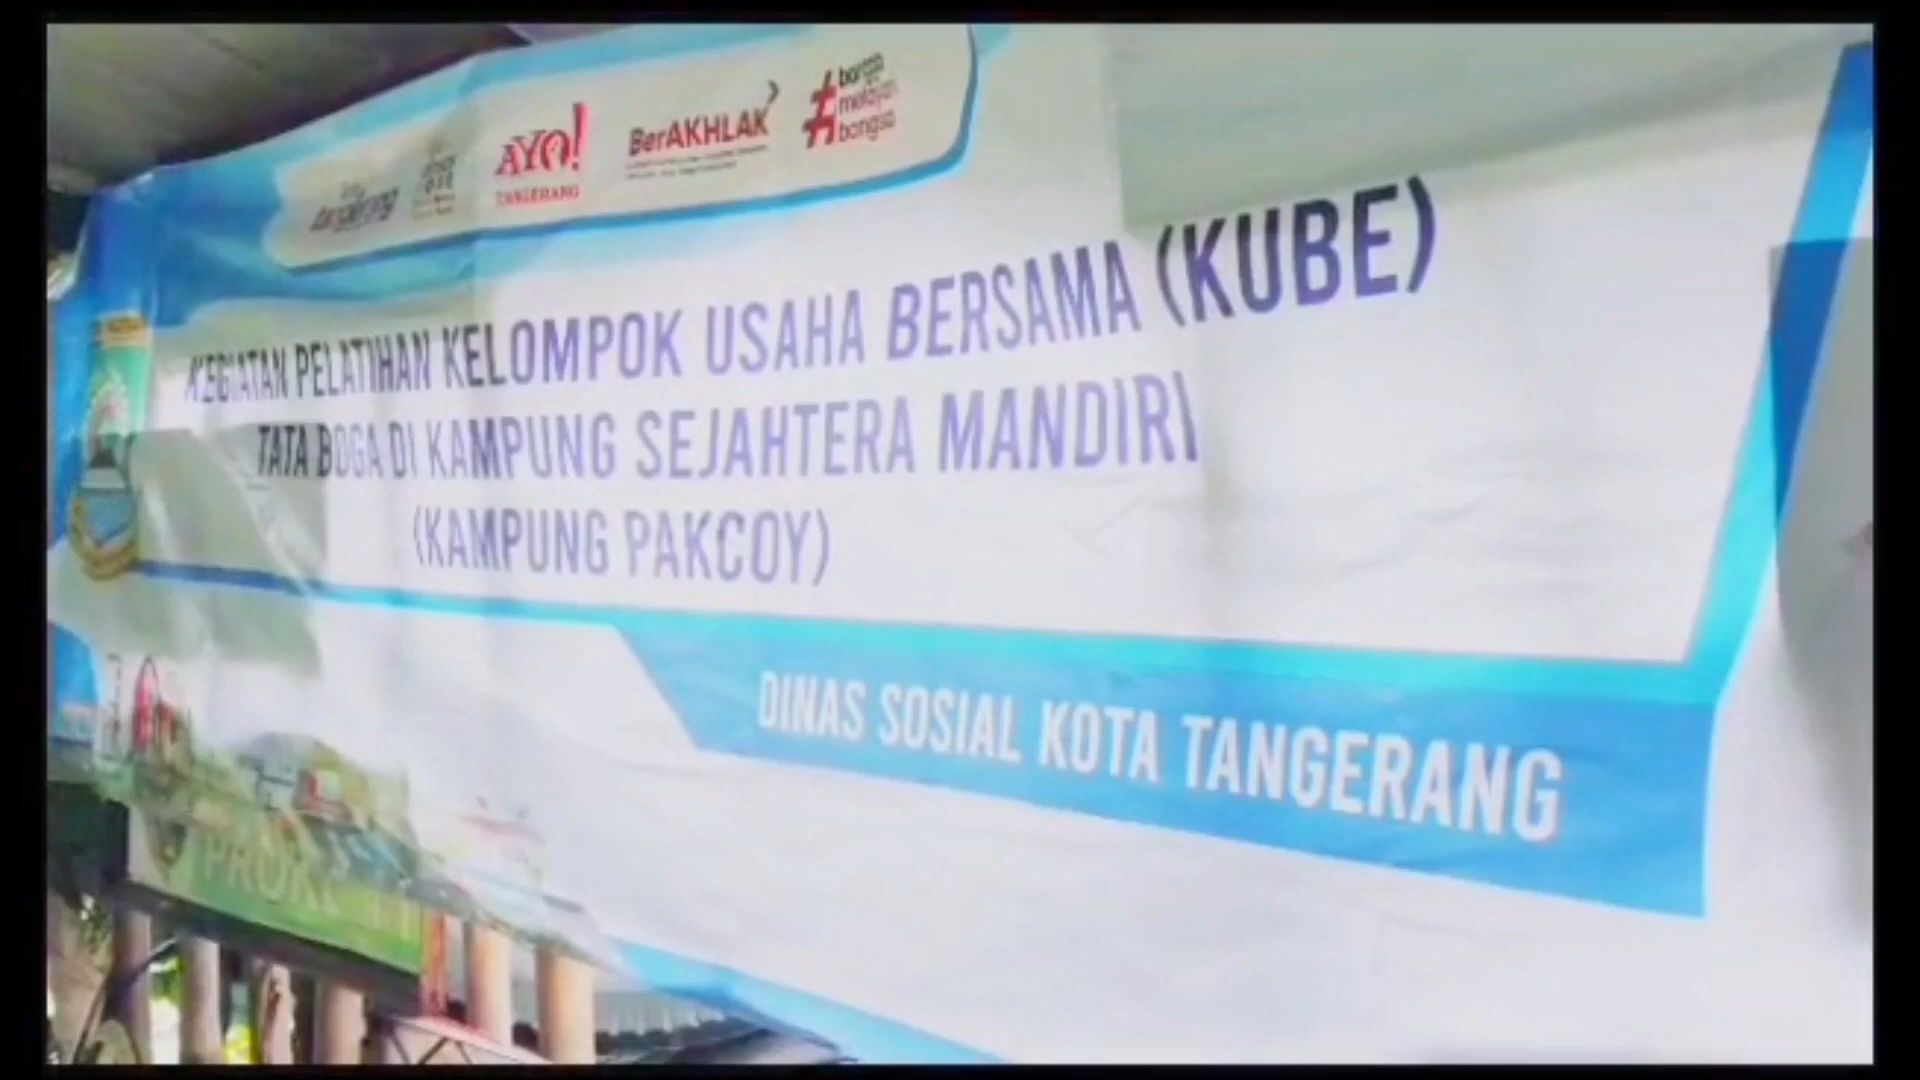 tangerang
AYO!
TANGERANG
BerAKHLAK
# bangga
melayani
bangsa
KEGIATAN PELATIHAN KELOMPOK USAHA BERSAMA (KUBE)
TATA BOGA DI KAMPUNG SEJAHTERA MANDIRI
(KAMPUNG PAKCOY)
DINAS SOSIAL KOTA TANGERANG